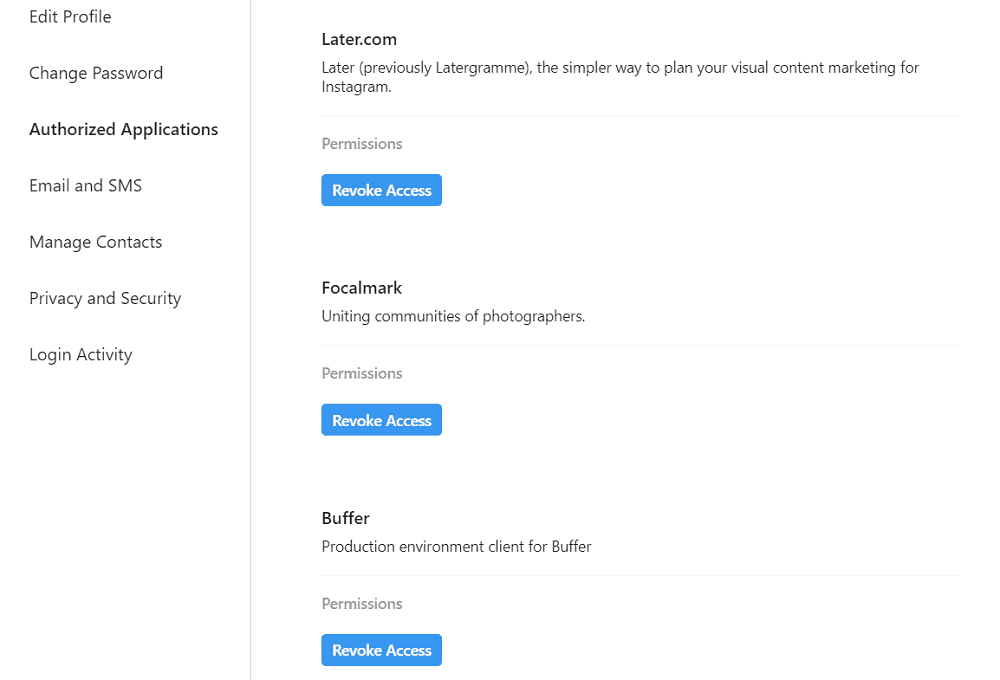 Edit Profile
Change Password
Authorized Applications
Email and SMS
Manage Contacts
Privacy and Security
Login Activity
Later.com
Later (previously Latergramme), the simpler way to plan your visual content marketing for
Instagram.
Permissions
Revoke Access
Focalmark
Uniting communities of photographers.
Permissions
Revoke Access
Buffer
Production environment client for Buffer
Permissions
Revoke Access